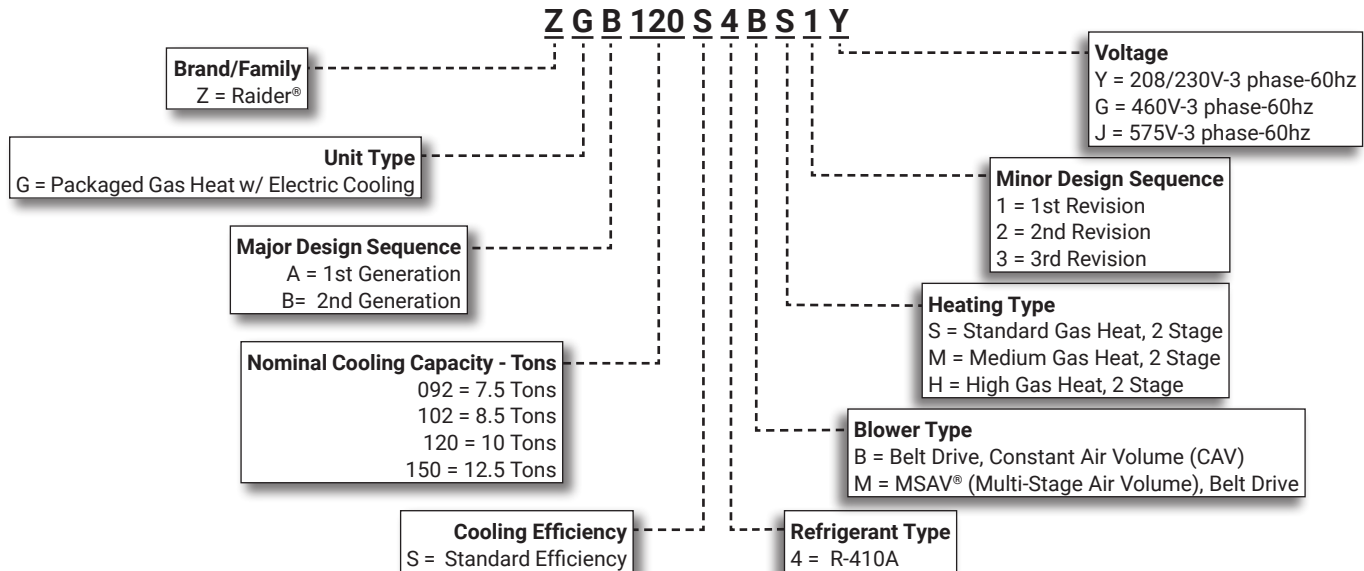 Z G B 120 S 4 B S 1 Y
Brand/Family
Z = Raider®
Unit Type
G = Packaged Gas Heat w/ Electric Cooling
Major Design Sequence
A = 1st Generation
B= 2nd Generation
Nominal Cooling Capacity - Tons
092 = 7.5 Tons
102 = 8.5 Tons
120 = 10 Tons
150 = 12.5 Tons
Cooling Efficiency
S = Standard Efficiency
Voltage
Y = 208/230V-3 phase-60hz
G = 460V-3 phase-60hz
J = 575V-3 phase-60hz
Minor Design Sequence
1 = 1st Revision
2 = 2nd Revision
3 = 3rd Revision
Heating Type
S = Standard Gas Heat, 2 Stage
M = Medium Gas Heat, 2 Stage
H = High Gas Heat, 2 Stage
Blower Type
B = Belt Drive, Constant Air Volume (CAV)
M = MSAV® (Multi-Stage Air Volume), Belt Drive
Refrigerant Type
4 = R-410A